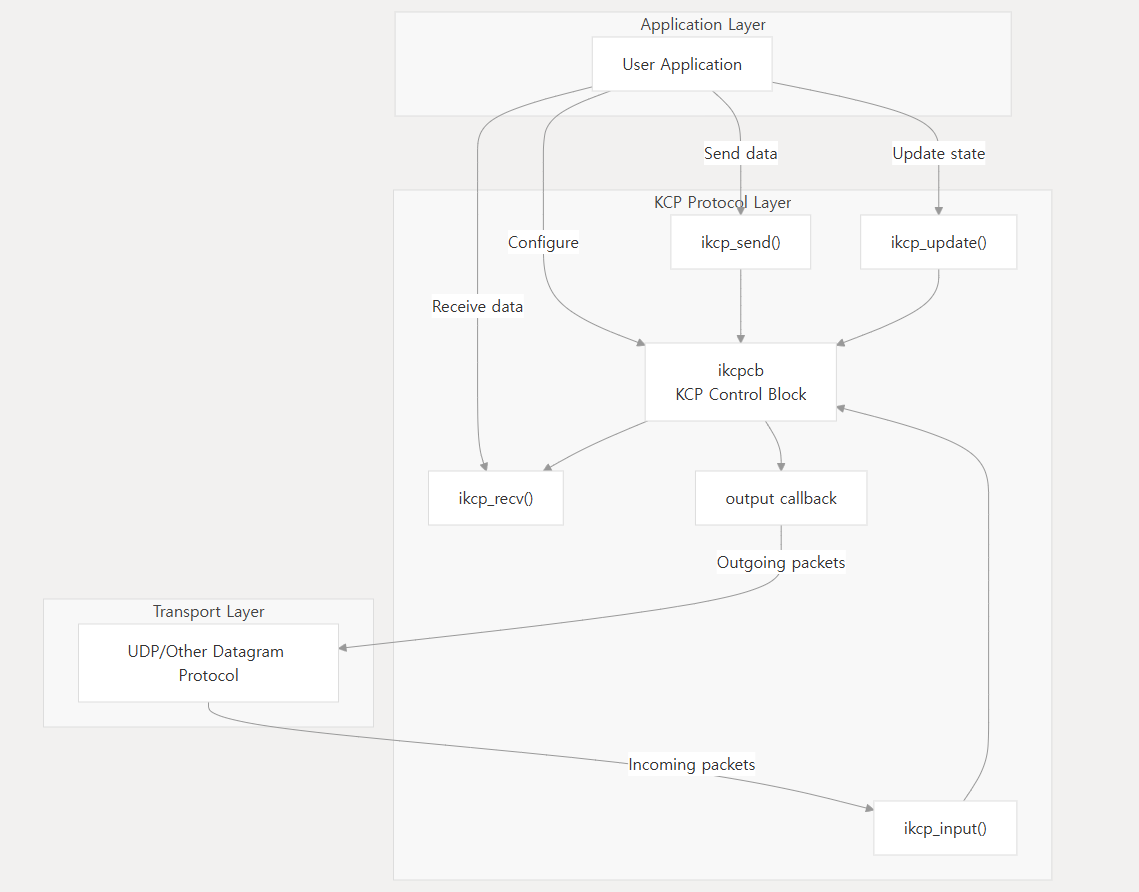 Application Layer
User Application
Send data
Update state
KCP Protocol Layer
Configure
ikcp_send()
ikcp_update()
Receive data
ikcpcb
KCP Control Block
ikcp_recv()
output callback
Outgoing packets
Transport Layer
UDP/Other Datagram
Protocol
Incoming packets
ikcp_input()